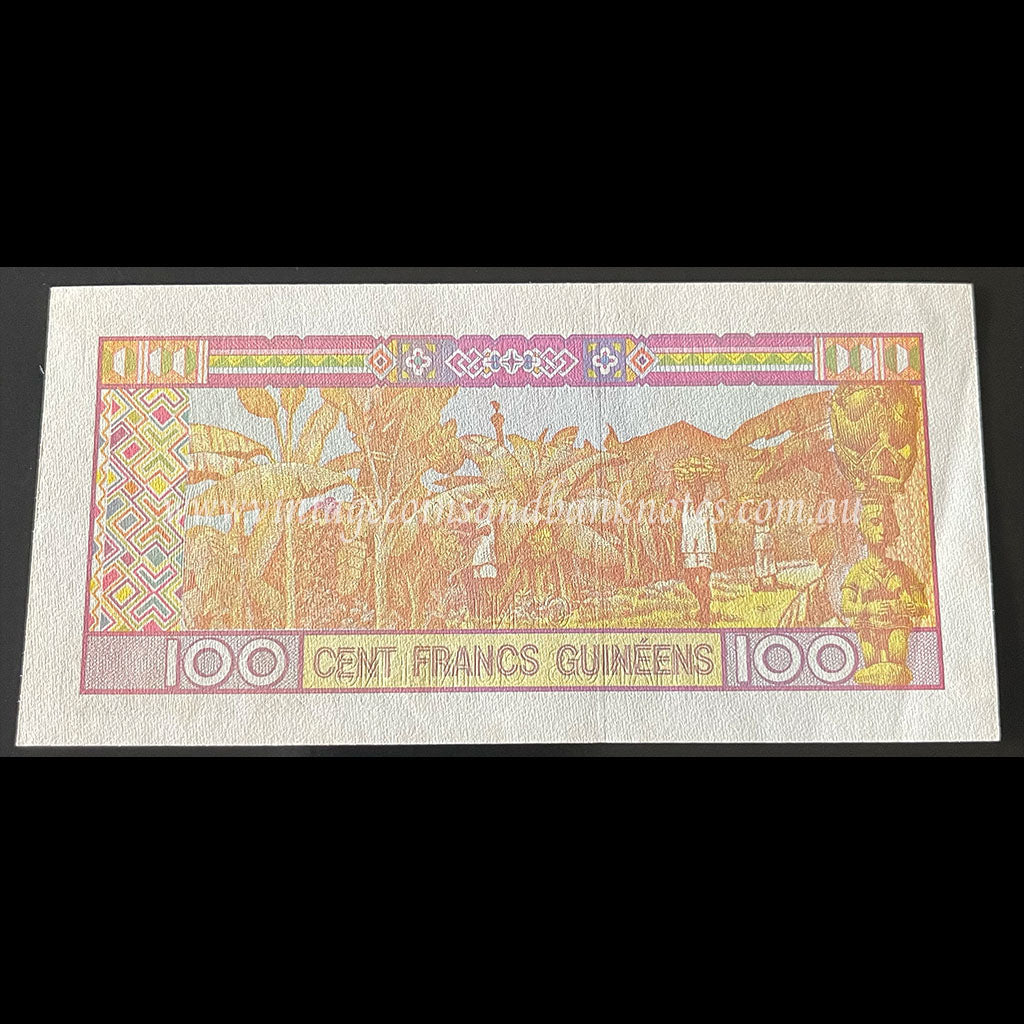 www.vintagecoinsandbanknotes.com.au
100 CENT FRANCS GUINÉENS 100